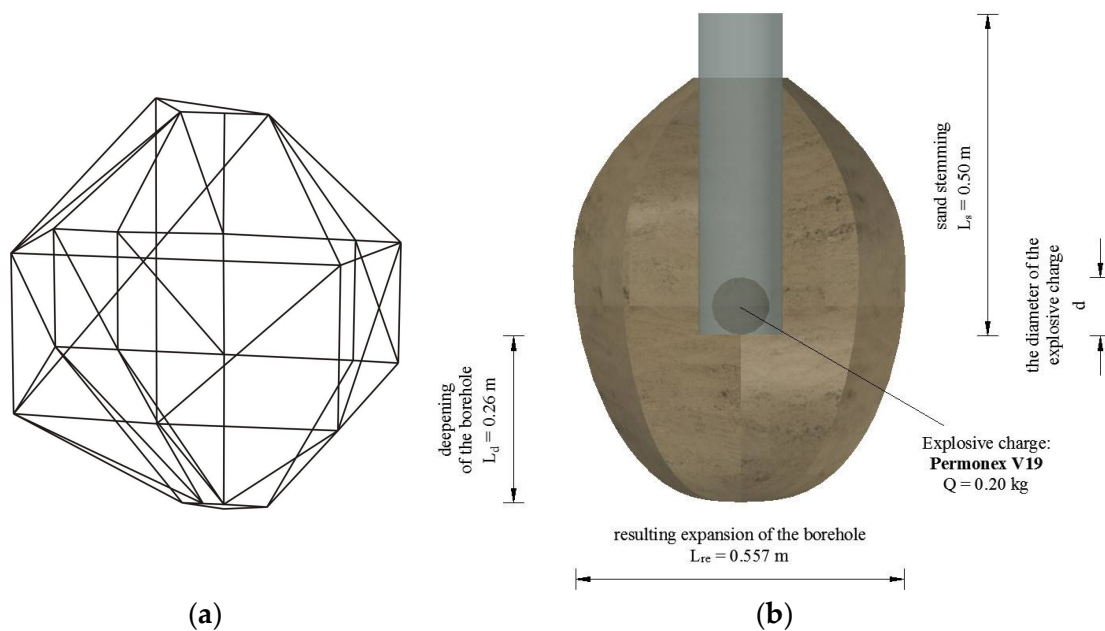 sand stemming
Lₛ = 0.50 m
the diameter of the
explosive charge
d
deepening
of the borehole
L_d = 0.26 m
Explosive charge:
Permonex V19
Q = 0.20 kg
resulting expansion of the borehole
Lᵣₑ = 0.557 m
(a)
(b)